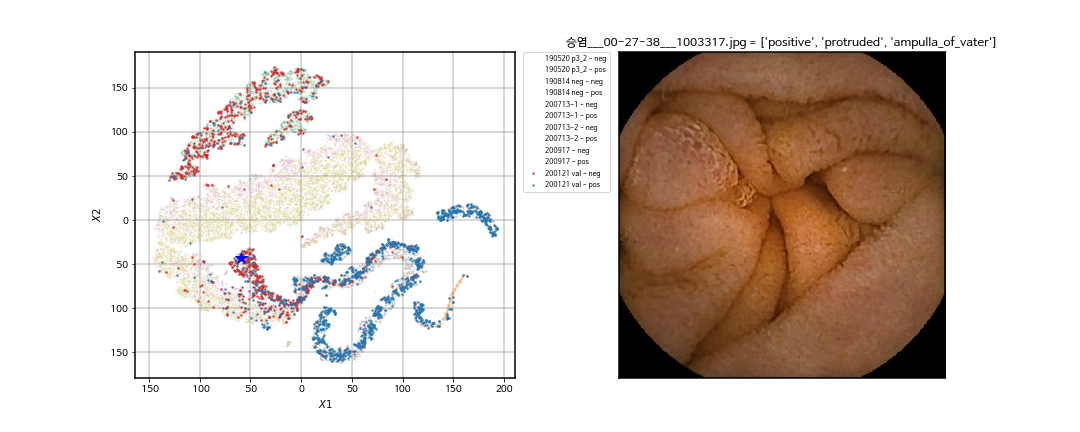 승염___00-27-38___1003317.jpg = ['positive', 'protruded', 'ampulla_of_vater']
190520 p3_2 - neg
190520 p3_2 - pos
190814 neg - neg
190814 neg - pos
200713-1 - neg
200713-1 - pos
200713-2 - neg
200713-2 - pos
200917 - neg
200917 - pos
200121 val - neg
200121 val - pos
X2
150
100
50
0
50
100
150
150 100 50 0 50 100 150 200
X1